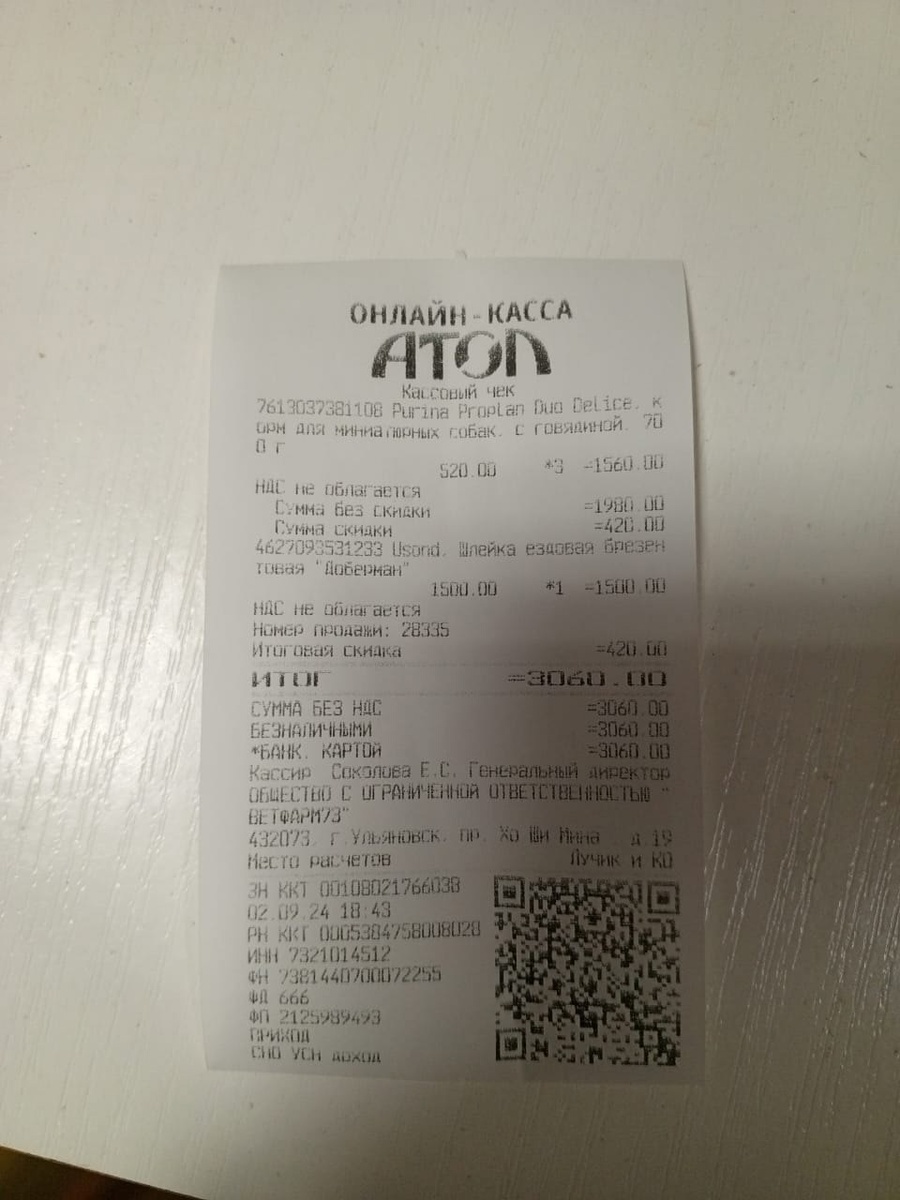 ОНЛАЙН-КАССА
АТОЛ
Кассовый чек
7613037381108 Purina Proplan Duo Delice. к
орм для миниатюрных собак. с говядиной. 70
0 г
520.00 *3 =1560.00
НДС не облагается
Сумма без скидки =1980.00
Сумма скидки =420.00
4627093531233 Usond. Шлейка ездовая брезен
товая "Доберман"
1500.00 *1 =1500.00
НДС не облагается
Номер продажи: 28335
Итоговая скидка =420.00
ИТОГ =3060.00
СУММА БЕЗ НДС =3060.00
БЕЗНАЛИЧНЫМИ =3060.00
*БАНК. КАРТОЙ =3060.00
Кассир Соколова Е.С. Генеральный директор
ОБЩЕСТВО С ОГРАНИЧЕННОЙ ОТВЕТСТВЕННОСТЬЮ "
ВЕТФАРМ73"
432073. г.Ульяновск. пр. Хо Ши Мина . д.19
Место расчетов Лучик и КО
ЗН ККТ 00108021766038
02.09.24 18:43
РН ККТ 0005384758008028
ИНН 7321014512
ФН 7381440700072255
ФД 666
ФП 2125989493
ПРИХОД
СНО УСН доход